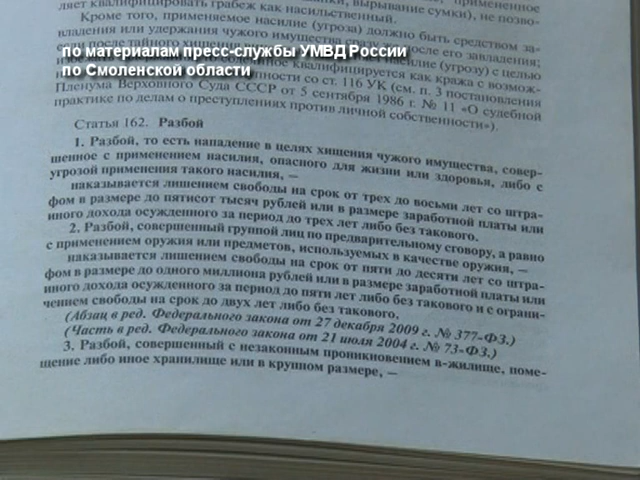 ляет квалифицировать грабеж как насильственный.
Кроме того, применяемое насилие (угроза) должно быть средством за-
владения или удержания чужого имущества
по материалам пресс-службы УМВД России
по Смоленской области
квалифицируется как кража с возмож-
ст. 116 УК (см. п. 3 постановления
Пленума Верховного Суда СССР от 5 сентября 1986 г. № 11 «О судебной
практике по делам о преступлениях против личной собственности»).
Статья 162. Разбой
1. Разбой, то есть нападение в целях хищения чужого имущества, совер-
шенное с применением насилия, опасного для жизни или здоровья, либо с
угрозой применения такого насилия, —
наказывается лишением свободы на срок от трех до восьми лет со штра-
фом в размере до пятисот тысяч рублей или в размере заработной платы или
иного дохода осужденного за период до трех лет либо без такового.
2. Разбой, совершенный группой лиц по предварительному сговору, а равно
с применением оружия или предметов, используемых в качестве оружия, —
наказывается лишением свободы на срок от пяти до десяти лет со штра-
фом в размере до одного миллиона рублей или в размере заработной платы или
иного дохода осужденного за период до пяти лет либо без такового и с ограни-
чением свободы на срок до двух лет либо без такового.
(Абзац в ред. Федерального закона от 27 декабря 2009 г. № 377-ФЗ.)
(Часть в ред. Федерального закона от 21 июля 2004 г. № 73-ФЗ.)
3. Разбой, совершенный с незаконным проникновением в жилище, поме-
щение либо иное хранилище или в крупном размере, —